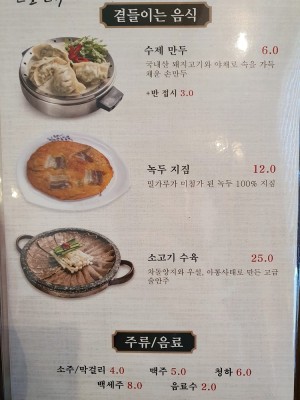 곁들이는 음식
수제 만두 6.0
국내산 돼지고기와 야채로 속을 가득
채운 손만두
*반 접시 3.0
녹두 지짐 12.0
밀가루가 미첨가 된 녹두 100% 지짐
소고기 수육 25.0
차돌양지와 우설, 아롱사태로 만든 고급
술안주
주류/음료
소주/막걸리 4.0 맥주 5.0 청하 6.0
백세주 8.0 음료수 2.0